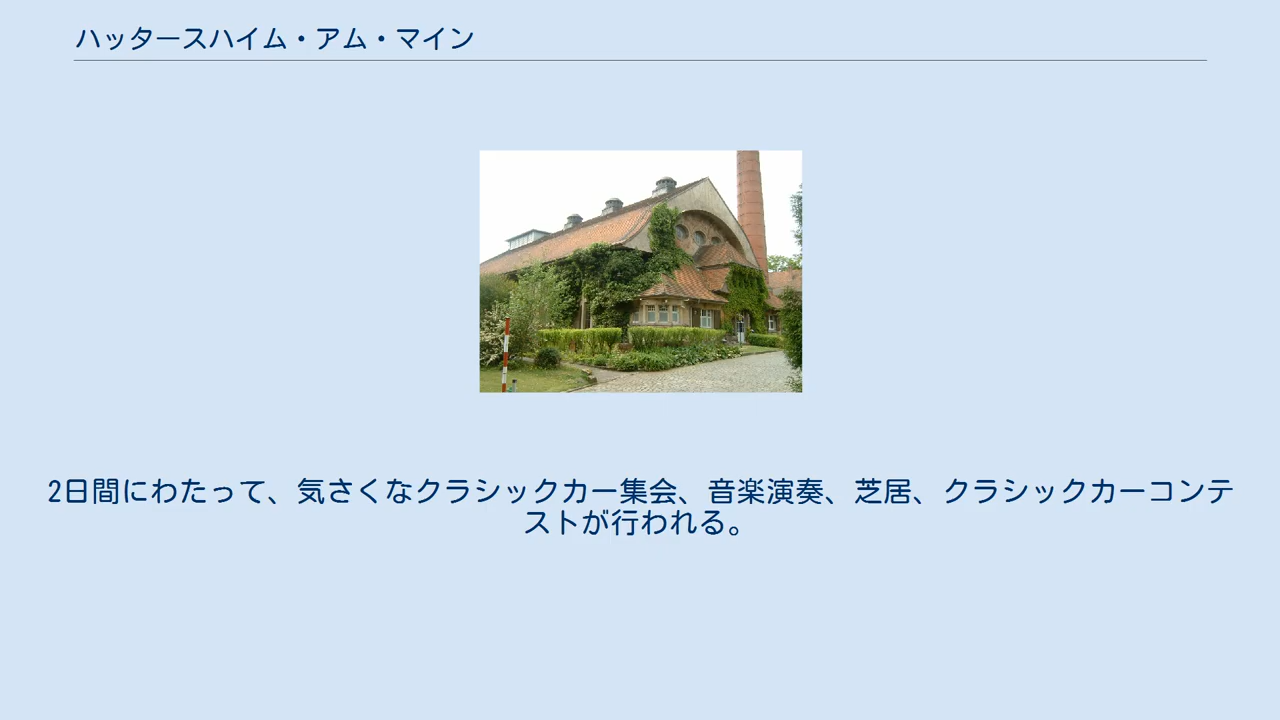 ハッタースハイム・アム・マイン
2日間にわたって、気さくなクラシックカー集会、音楽演奏、芝居、クラシックカーコンテ
ストが行われる。